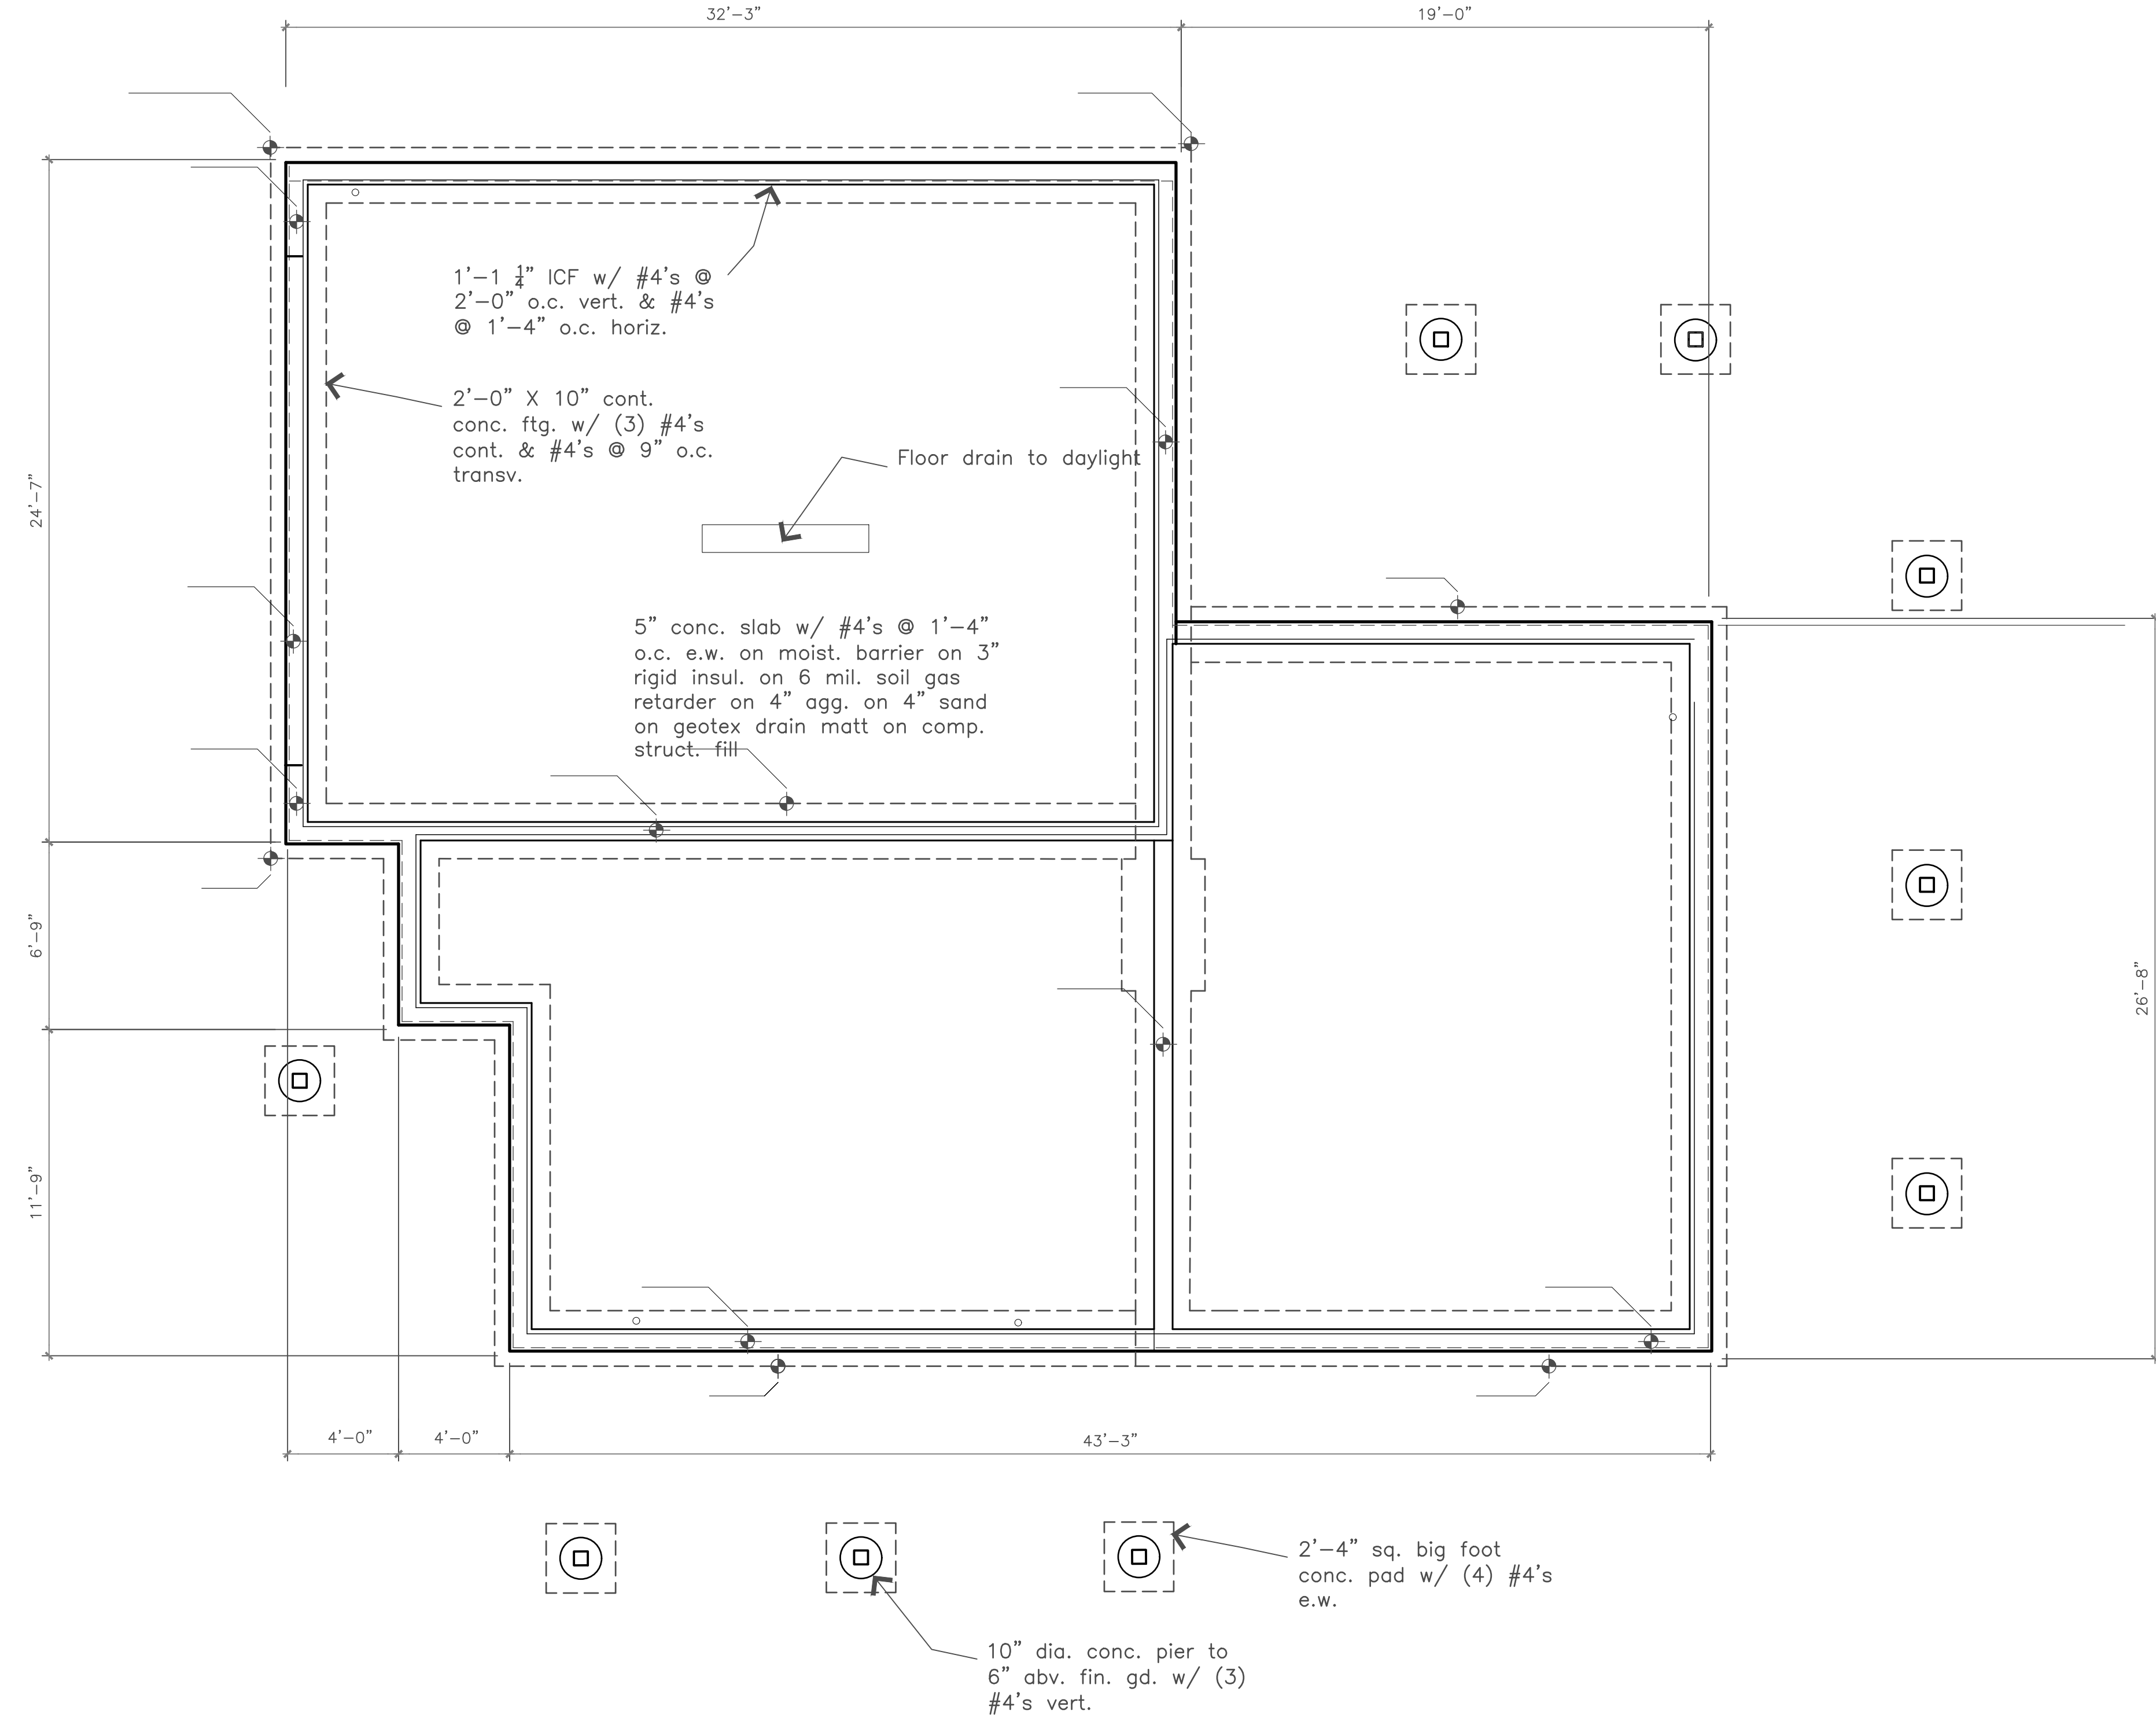 32'-3"
19'-0"
1'-1 1/4" ICF w/ #4's @
2'-0" o.c. vert. & #4's
@ 1'-4" o.c. horiz.
2'-0" X 10" cont.
conc. ftg. w/ (3) #4's
cont. & #4's @ 9" o.c.
transv.
Floor drain to daylight
24'-7"
5" conc. slab w/ #4's @ 1'-4"
o.c. e.w. on moist. barrier on 3"
rigid insul. on 6 mil. soil gas
retarder on 4" agg. on 4" sand
on geotex drain matt on comp.
struct. fill
6'-9"
26'-8"
11'-9"
4'-0"
4'-0"
43'-3"
2'-4" sq. big foot
conc. pad w/ (4) #4's
e.w.
10" dia. conc. pier to
6" abv. fin. gd. w/ (3)
#4's vert.